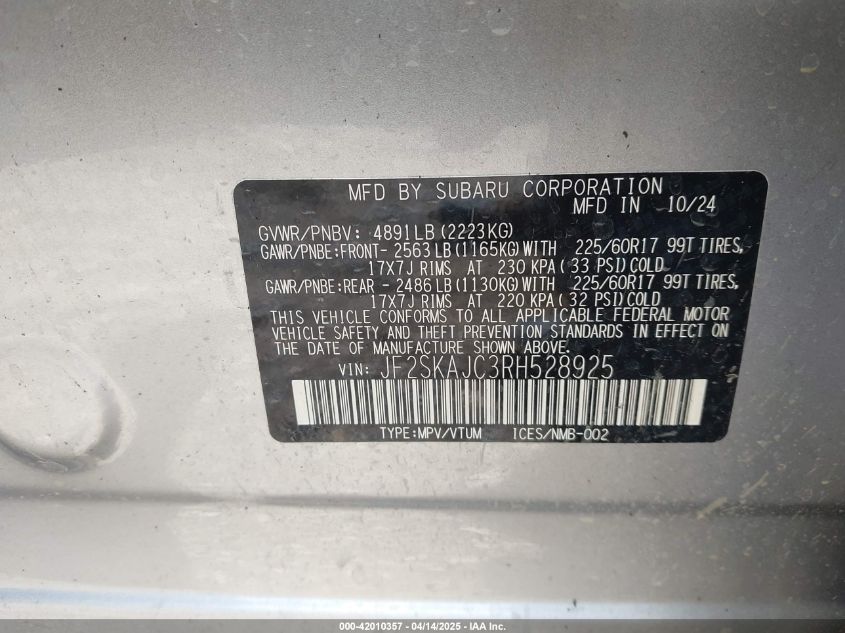 MFD BY SUBARU CORPORATION
MFD IN 10/24
GVWR/PNBV: 4891LB(2223KG)
GAWR/PNBE:FRONT- 2563LB(1165KG)WITH 225/60R17 99T TIRES,
17X7J RIMS AT 230 KPA(33 PSI)COLD
GAWR/PNBE:REAR - 2486LB(1130KG)WITH 225/60R17 99T TIRES,
17X7J RIMS AT 220 KPA(32 PSI)COLD
THIS VEHICLE CONFORMS TO ALL APPLICABLE FEDERAL MOTOR
VEHICLE SAFETY AND THEFT PREVENTION STANDARDS IN EFFECT ON
THE DATE OF MANUFACTURE SHOWN ABOVE.
VIN: JF2SKAJC3RH528925
TYPE:MPV/VTUM ICES/NMB-002
000-42010357 - 04/14/2025 - IAA Inc.